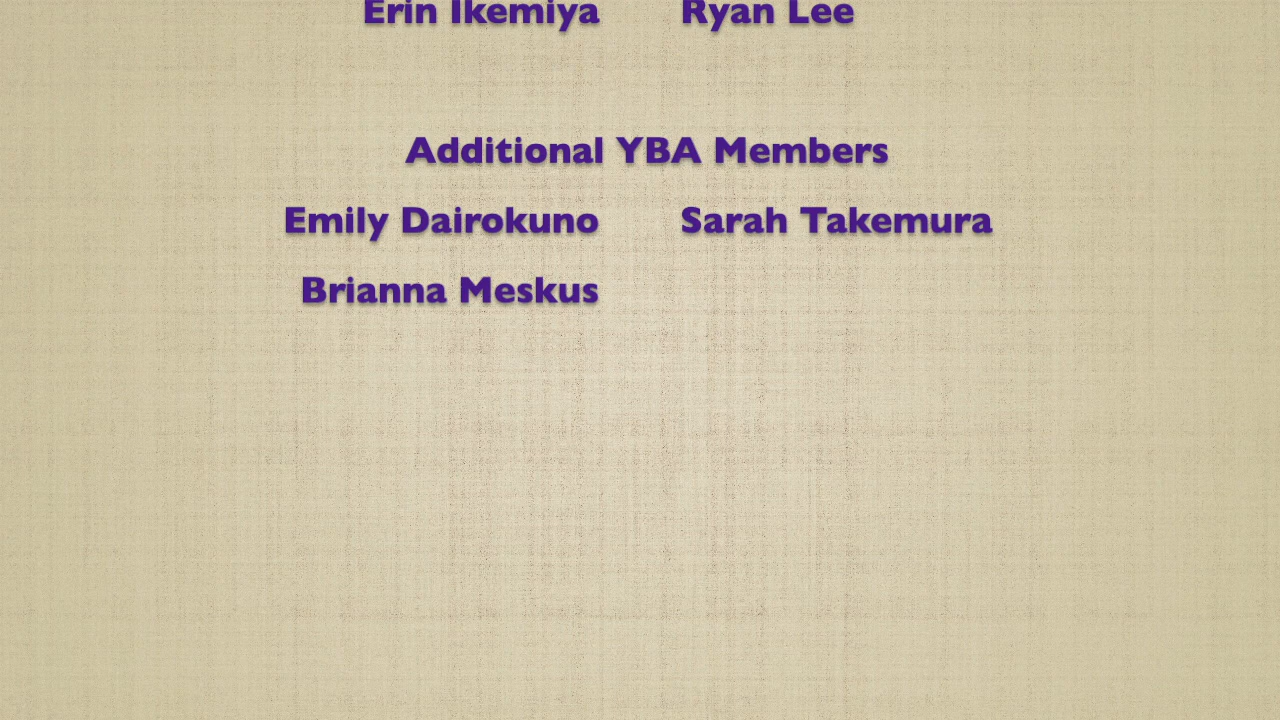 Erin Ikemiya Ryan Lee
Additional YBA Members
Emily Dairokuno Sarah Takemura
Brianna Meskus